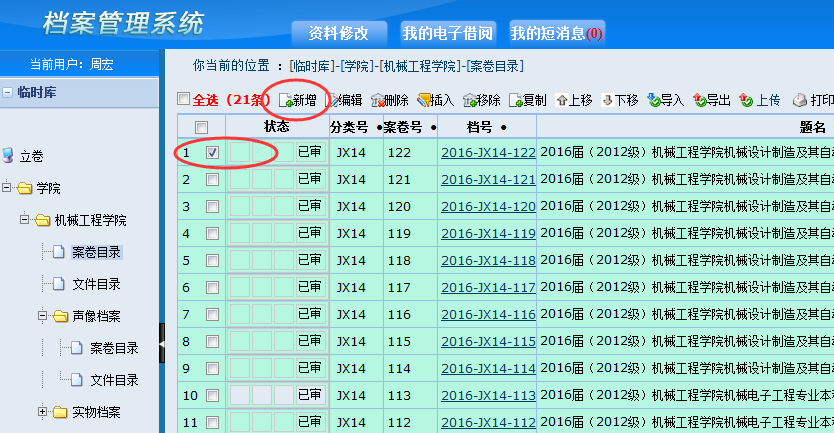 档案管理系统
资料修改 我的电子借阅 我的短消息(0)
当前用户：周宏
你当前的位置 ：[临时库]-[学院]-[机械工程学院]-[案卷目录]
临时库
立卷
学院
机械工程学院
案卷目录
文件目录
声像档案
案卷目录
文件目录
实物档案
全选（21条） 新增 编辑 删除 插入 移除 复制 上移 下移 导入 导出 上传 打印
状态 分类号 ● 案卷号 ● 档号 ● 题名
1 已审 JX14 122 2016-JX14-122 2016届（2012级）机械工程学院机械设计制造及其自
2 已审 JX14 121 2016-JX14-121 2016届（2012级）机械工程学院机械设计制造及其自
3 已审 JX14 120 2016-JX14-120 2016届（2012级）机械工程学院机械设计制造及其自
4 已审 JX14 119 2016-JX14-119 2016届（2012级）机械工程学院机械设计制造及其自
5 已审 JX14 118 2016-JX14-118 2016届（2012级）机械工程学院机械设计制造及其自
6 已审 JX14 117 2016-JX14-117 2016届（2012级）机械工程学院机械设计制造及其自
7 已审 JX14 116 2016-JX14-116 2016届（2012级）机械工程学院机械设计制造及其自
8 已审 JX14 115 2016-JX14-115 2016届（2012级）机械工程学院机械设计制造及其自
9 已审 JX14 114 2016-JX14-114 2016届（2012级）机械工程学院机械设计制造及其自
10 已审 JX14 113 2016-JX14-113 2016届（2012级）机械工程学院机械电子工程专业本科
11 已审 JX14 112 2016-JX14-112 2016届（2012级）机械工程学院机械电子工程专业本科